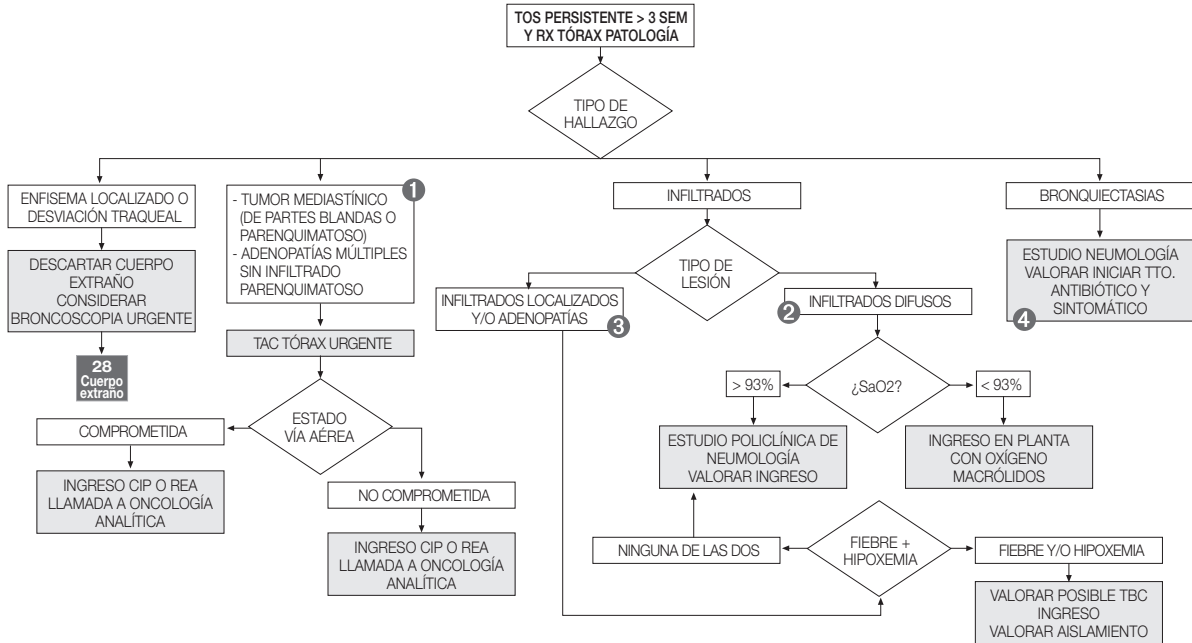 TOS PERSISTENTE > 3 SEM
Y RX TÓRAX PATOLOGÍA
TIPO DE
HALLAZGO
ENFISEMA LOCALIZADO O
DESVIACIÓN TRAQUEAL
DESCARTAR CUERPO
EXTRAÑO
CONSIDERAR
BRONCOSCOPIA URGENTE
28
Cuerpo
extraño
1
- TUMOR MEDIASTÍNICO
(DE PARTES BLANDAS O
PARENQUIMATOSO)
- ADENOPATÍAS MÚLTIPLES
SIN INFILTRADO
PARENQUIMATOSO
TAC TÓRAX URGENTE
ESTADO
VÍA AÉREA
COMPROMETIDA
INGRESO CIP O REA
LLAMADA A ONCOLOGÍA
ANALÍTICA
NO COMPROMETIDA
INGRESO CIP O REA
LLAMADA A ONCOLOGÍA
ANALÍTICA
INFILTRADOS
TIPO DE
LESIÓN
INFILTRADOS LOCALIZADOS
Y/O ADENOPATÍAS
3
INFILTRADOS DIFUSOS
2
¿SaO2?
> 93%
< 93%
ESTUDIO POLICLÍNICA DE
NEUMOLOGÍA
VALORAR INGRESO
INGRESO EN PLANTA
CON OXÍGENO
MACRÓLIDOS
NINGUNA DE LAS DOS
FIEBRE +
HIPOXEMIA
FIEBRE Y/O HIPOXEMIA
VALORAR POSIBLE TBC
INGRESO
VALORAR AISLAMIENTO
BRONQUIECTASIAS
ESTUDIO NEUMOLOGÍA
VALORAR INICIAR TTO.
ANTIBIÓTICO Y
SINTOMÁTICO
4